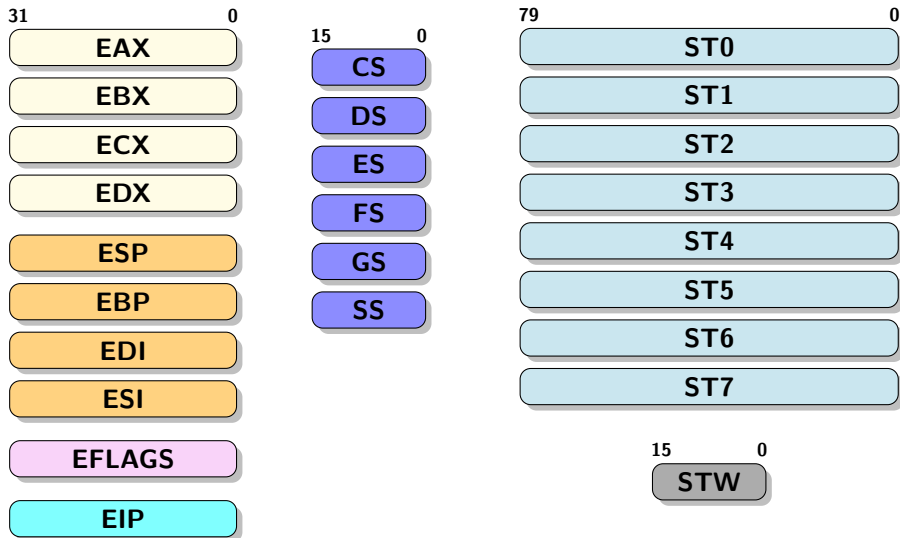 31 0
EAX
EBX
ECX
EDX
ESP
EBP
EDI
ESI
EFLAGS
EIP
15 0
CS
DS
ES
FS
GS
SS
79 0
ST0
ST1
ST2
ST3
ST4
ST5
ST6
ST7
15 0
STW